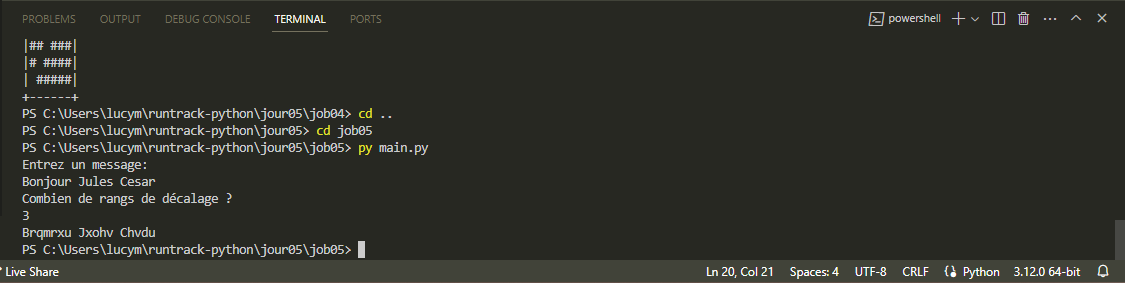 PROBLEMS OUTPUT DEBUG CONSOLE TERMINAL PORTS powershell
|## ###|
|# ####|
| #####|
+------+
PS C:\Users\lucym\runtrack-python\jour05\job04> cd ..
PS C:\Users\lucym\runtrack-python\jour05> cd job05
PS C:\Users\lucym\runtrack-python\jour05\job05> py main.py
Entrez un message:
Bonjour Jules Cesar
Combien de rangs de décalage ?
3
Brqmrxu Jxohv Chvdu
PS C:\Users\lucym\runtrack-python\jour05\job05>
Live Share Ln 20, Col 21 Spaces: 4 UTF-8 CRLF Python 3.12.0 64-bit